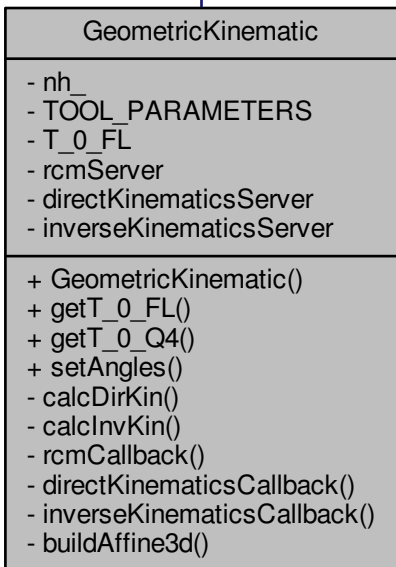 GeometricKinematic
- nh_
- TOOL_PARAMETERS
- T_0_FL
- rcmServer
- directKinematicsServer
- inverseKinematicsServer
+ GeometricKinematic()
+ getT_0_FL()
+ getT_0_Q4()
+ setAngles()
- calcDirKin()
- calcInvKin()
- rcmCallback()
- directKinematicsCallback()
- inverseKinematicsCallback()
- buildAffine3d()